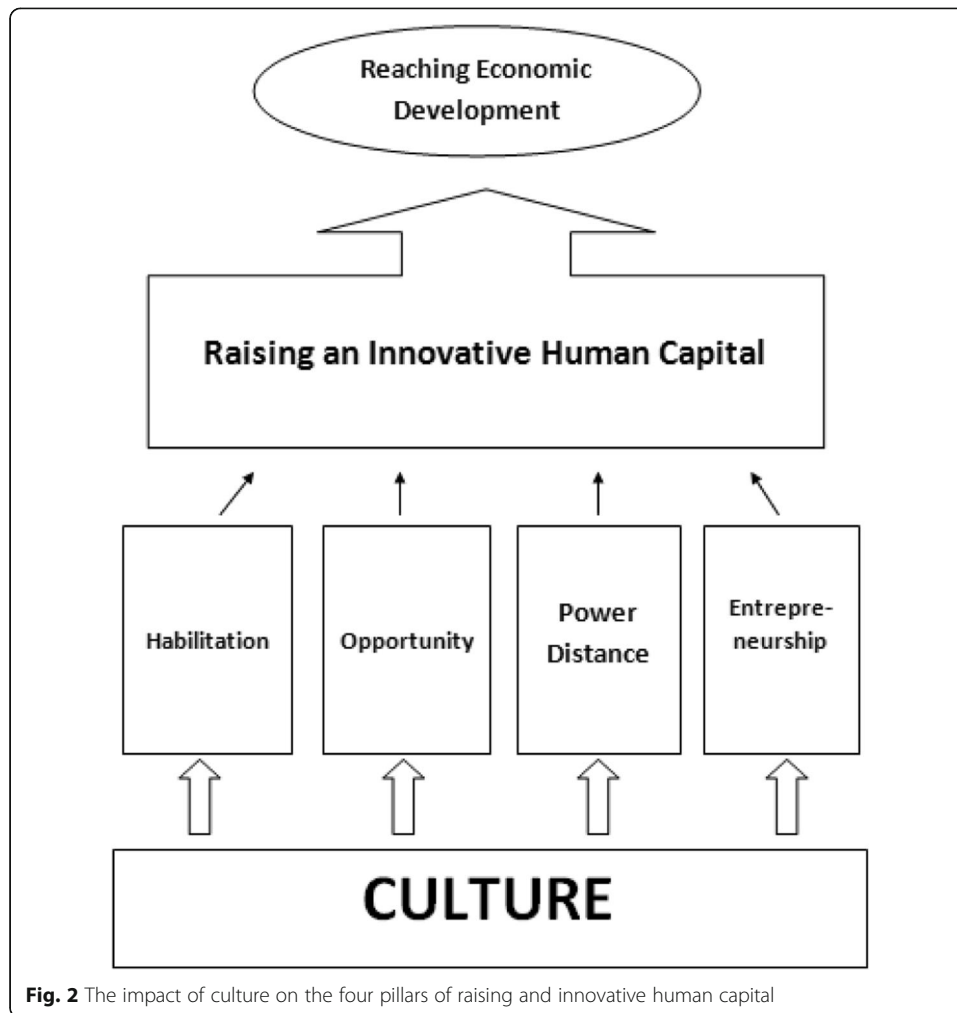 Reaching Economic
Development
Raising an Innovative Human Capital
Habilitation
Opportunity
Power
Distance
Entrepre-
neurship
CULTURE
Fig. 2 The impact of culture on the four pillars of raising and innovative human capital